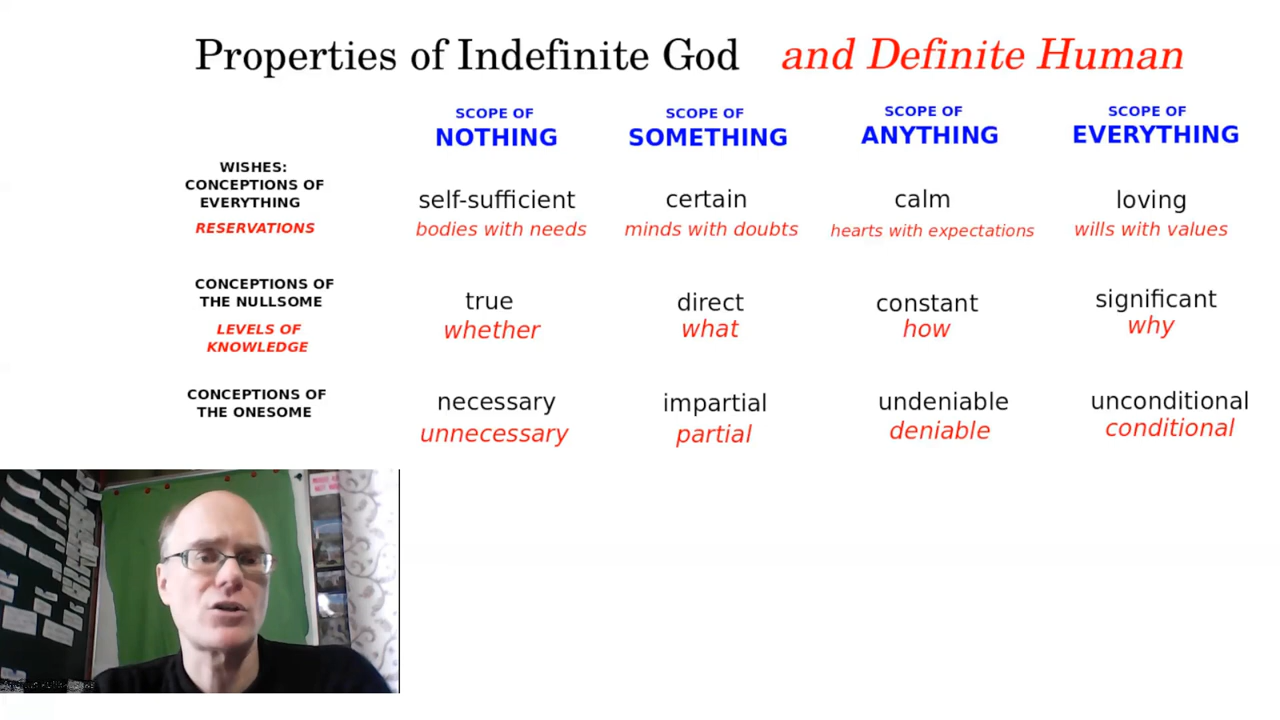 Properties of Indefinite God and Definite Human
SCOPE OF SCOPE OF SCOPE OF SCOPE OF
NOTHING SOMETHING ANYTHING EVERYTHING
WISHES:
CONCEPTIONS OF
EVERYTHING
self-sufficient certain calm loving
RESERVATIONS
bodies with needs minds with doubts hearts with expectations wills with values
CONCEPTIONS OF
THE NULLSOME
true direct constant significant
LEVELS OF
KNOWLEDGE
whether what how why
CONCEPTIONS OF
THE ONESOME
necessary impartial undeniable unconditional
unnecessary partial deniable conditional